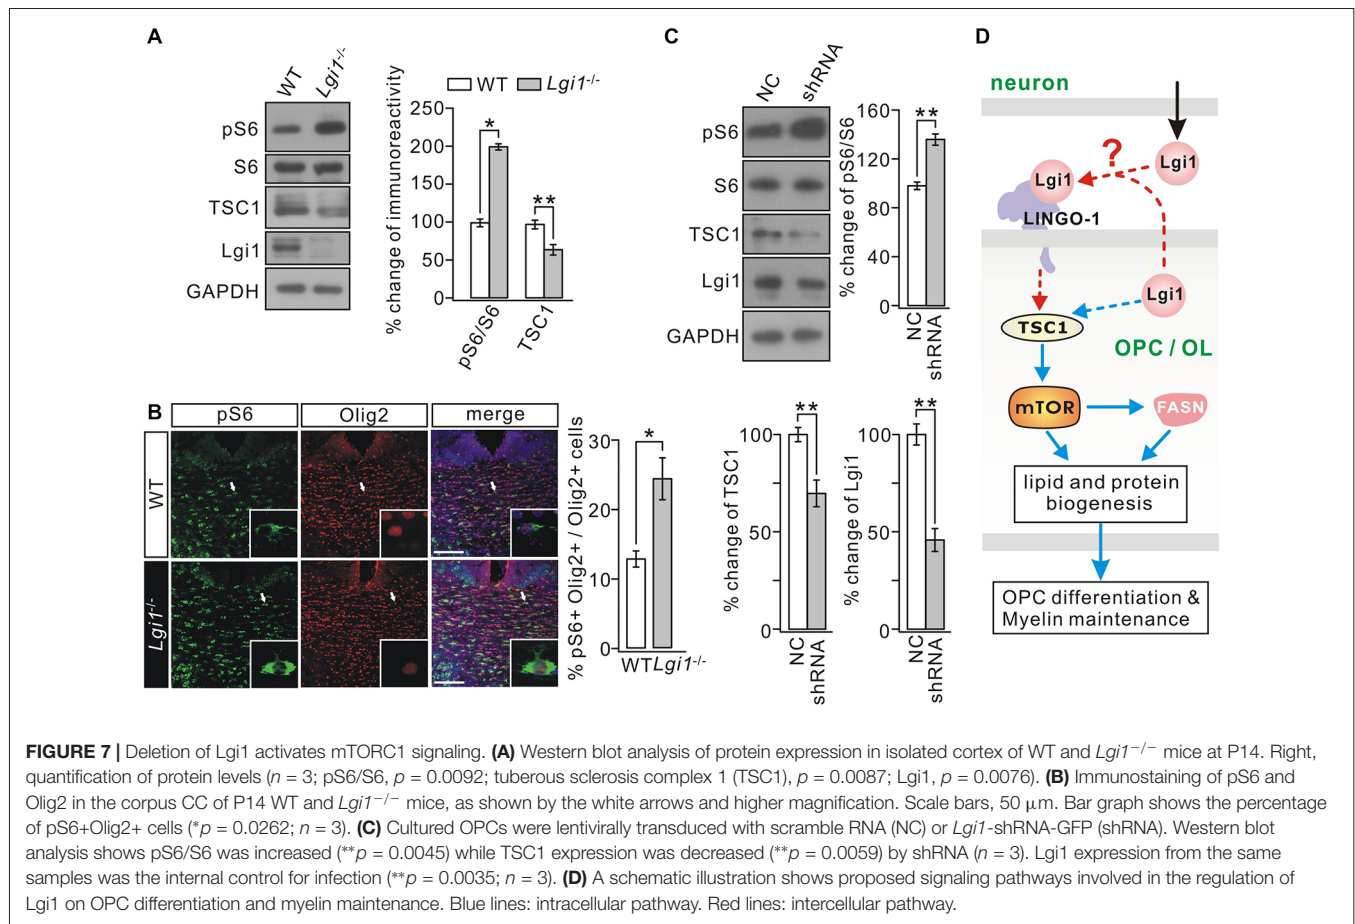 A
WT
Lgi1-/-
pS6
S6
TSC1
Lgi1
GAPDH
WT Lgi1-/-
% change of immunoreactivity
250
200
150
100
50
0
*
**
pS6/S6
TSC1
B
pS6 Olig2 merge
WT
Lgi1-/-
% pS6+ Olig2+ / Olig2+ cells
30
20
10
0
*
WT Lgi1-/-
C
NC
shRNA
pS6
S6
TSC1
Lgi1
GAPDH
% change of pS6/S6
160
120
80
40
0
**
NC
shRNA
% change of TSC1
100
50
0
**
NC
shRNA
% change of Lgi1
100
50
0
**
NC
shRNA
D
neuron
?
Lgi1
Lgi1
LINGO-1
Lgi1
TSC1
OPC / OL
mTOR
FASN
lipid and protein
biogenesis
OPC differentiation &
Myelin maintenance
FIGURE 7 | Deletion of Lgi1 activates mTORC1 signaling. (A) Western blot analysis of protein expression in isolated cortex of WT and Lgi1−/− mice at P14. Right,
quantification of protein levels (n = 3; pS6/S6, p = 0.0092; tuberous sclerosis complex 1 (TSC1), p = 0.0087; Lgi1, p = 0.0076). (B) Immunostaining of pS6 and
Olig2 in the corpus CC of P14 WT and Lgi1−/− mice, as shown by the white arrows and higher magnification. Scale bars, 50 µm. Bar graph shows the percentage
of pS6+Olig2+ cells (*p = 0.0262; n = 3). (C) Cultured OPCs were lentivirally transduced with scramble RNA (NC) or Lgi1-shRNA-GFP (shRNA). Western blot
analysis shows pS6/S6 was increased (**p = 0.0045) while TSC1 expression was decreased (**p = 0.0059) by shRNA (n = 3). Lgi1 expression from the same
samples was the internal control for infection (**p = 0.0035; n = 3). (D) A schematic illustration shows proposed signaling pathways involved in the regulation of
Lgi1 on OPC differentiation and myelin maintenance. Blue lines: intracellular pathway. Red lines: intercellular pathway.